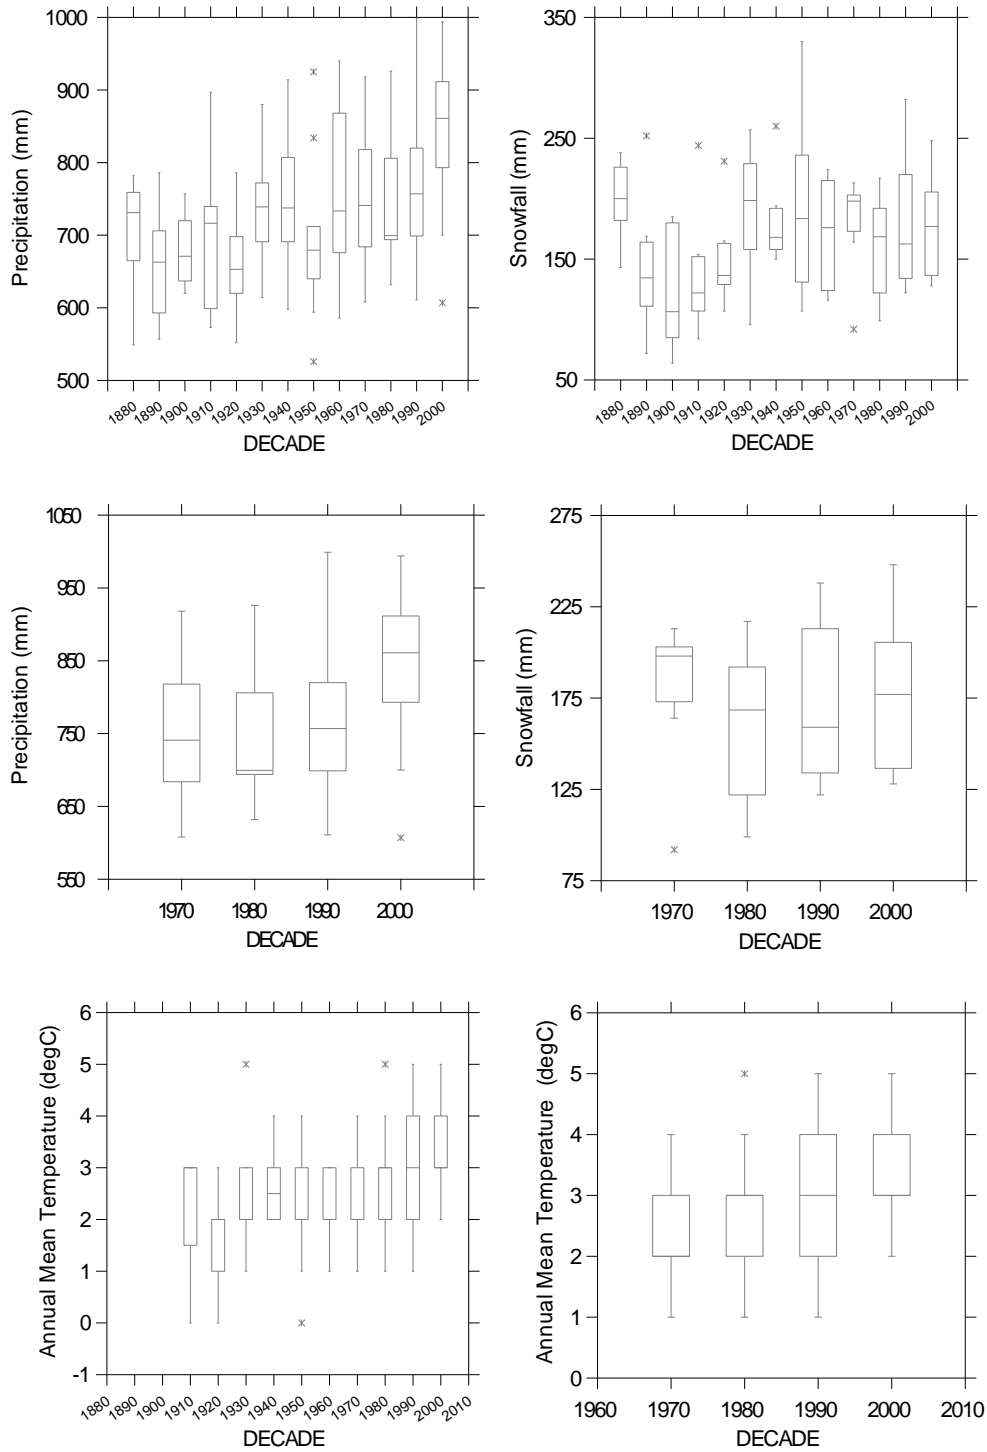 1000
900
800
700
600
500
Precipitation (mm)
1880 1890 1900 1910 1920 1930 1940 1950 1960 1970 1980 1990 2000
DECADE
350
250
150
50
Snowfall (mm)
1880 1890 1900 1910 1920 1930 1940 1950 1960 1970 1980 1990 2000
DECADE
1050
950
850
750
650
550
Precipitation (mm)
1970 1980 1990 2000
DECADE
275
225
175
125
75
Snowfall (mm)
1970 1980 1990 2000
DECADE
6
5
4
3
2
1
0
-1
Annual Mean Temperature (degC)
1880 1890 1900 1910 1920 1930 1940 1950 1960 1970 1980 1990 2000 2010
DECADE
6
5
4
3
2
1
0
Annual Mean Temperature (degC)
1960 1970 1980 1990 2000 2010
DECADE